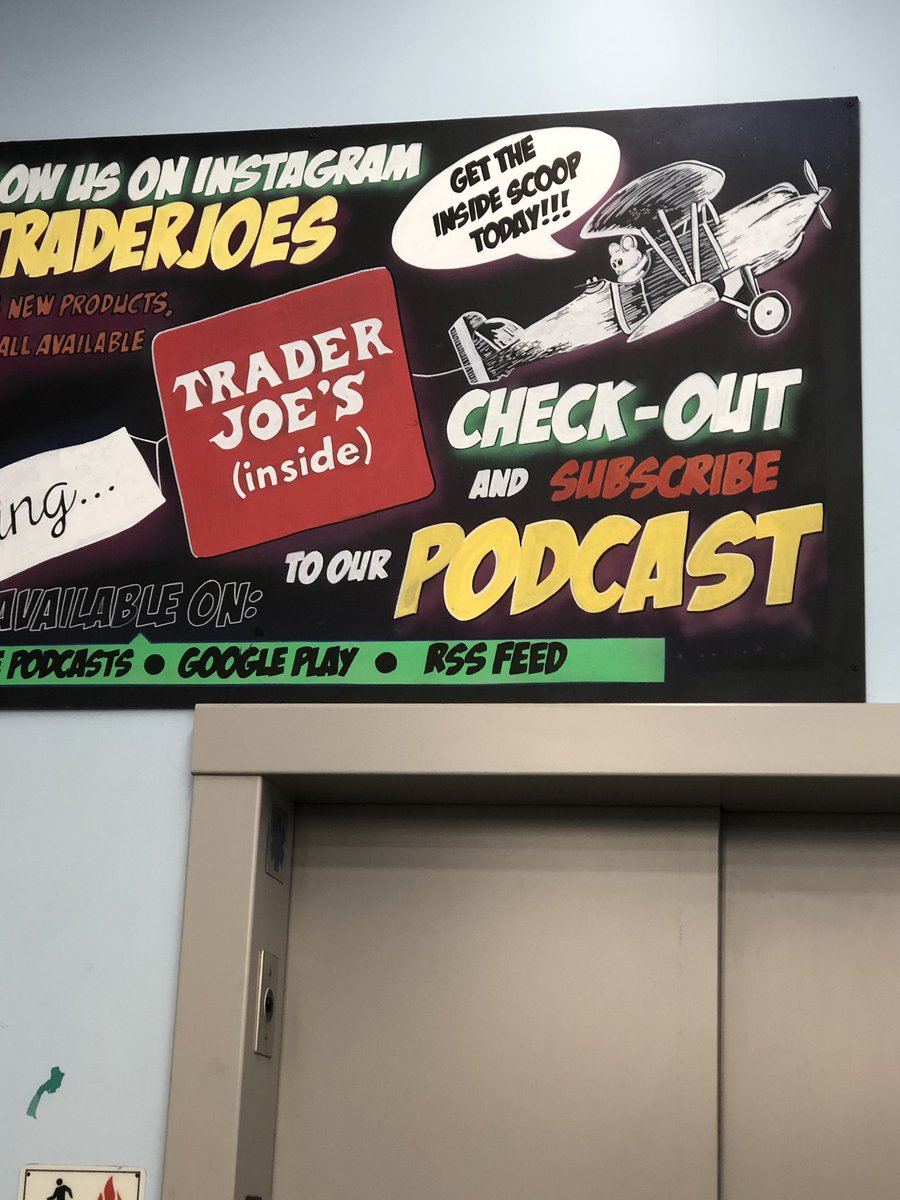 OW US ON INSTAGRAM
TRADERJOES
NEW PRODUCTS,
ALL AVAILABLE
GET THE
INSIDE SCOOP
TODAY!!!
TRADER
JOE'S
(inside)
ing...
CHECK-OUT
AND SUBSCRIBE
TO OUR PODCAST
AVAILABLE ON:
E PODCASTS • GOOGLE PLAY • RSS FEED